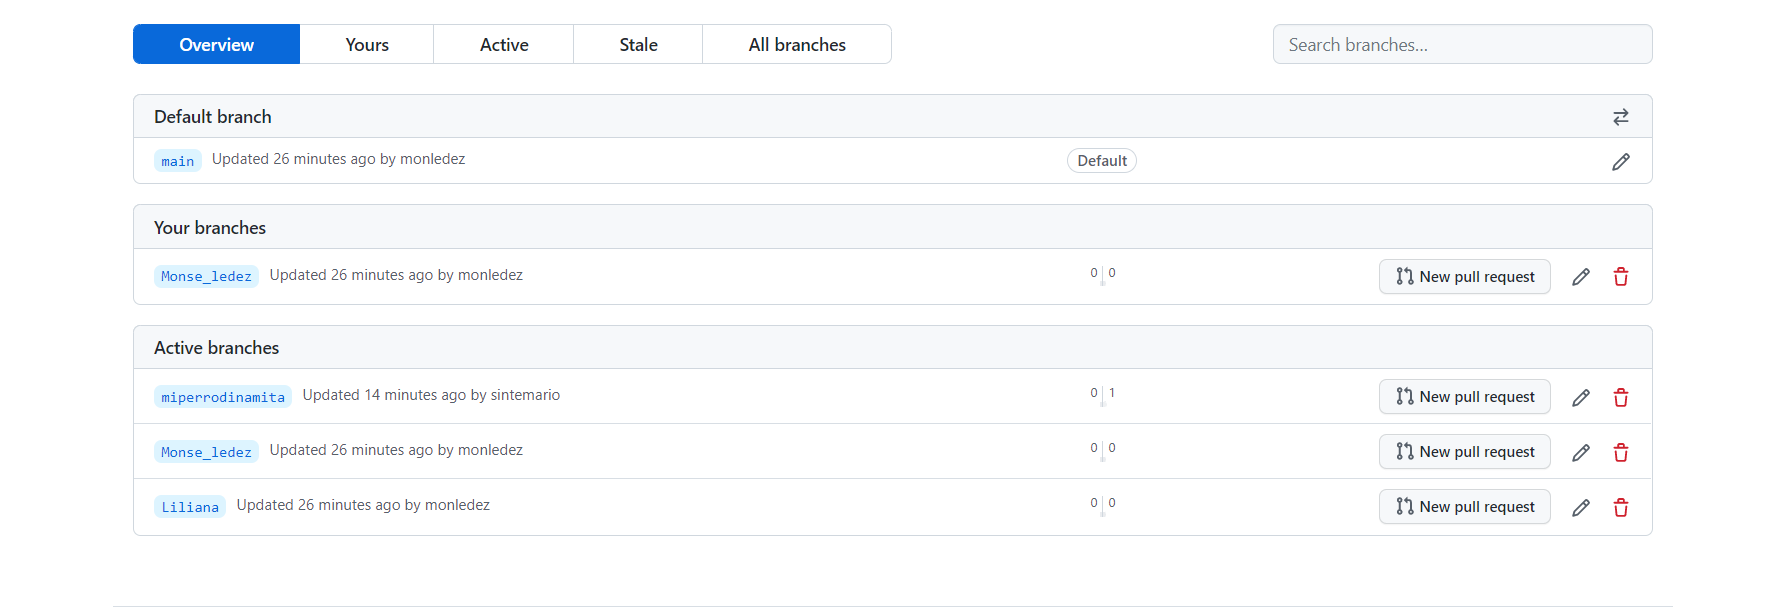 Overview Yours Active Stale All branches Search branches...
Default branch
main Updated 26 minutes ago by monledez Default
Your branches
Monse_ledez Updated 26 minutes ago by monledez 0 0 New pull request
Active branches
miperrodinamita Updated 14 minutes ago by sintemario 0 1 New pull request
Monse_ledez Updated 26 minutes ago by monledez 0 0 New pull request
Liliana Updated 26 minutes ago by monledez 0 0 New pull request